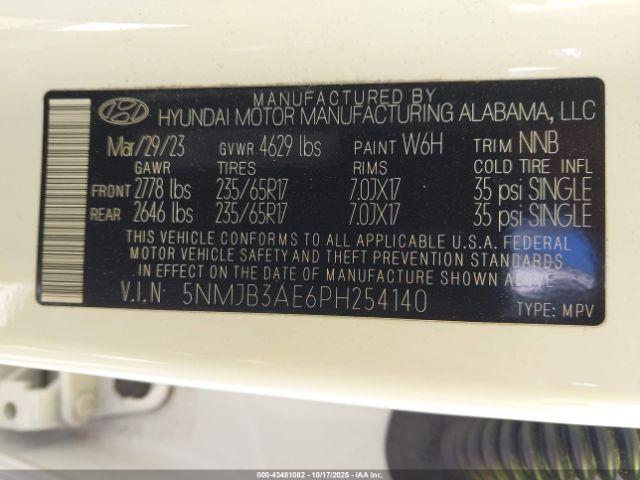 MANUFACTURED BY
HYUNDAI MOTOR MANUFACTURING ALABAMA, LLC
Mar/29/23 GVWR 4629 lbs PAINT W6H TRIM NNB
GAWR TIRES RIMS COLD TIRE INFL
FRONT 2778 lbs 235/65R17 7.0JX17 35 psi SINGLE
REAR 2646 lbs 235/65R17 7.0JX17 35 psi SINGLE
THIS VEHICLE CONFORMS TO ALL APPLICABLE U.S.A. FEDERAL
MOTOR VEHICLE SAFETY AND THEFT PREVENTION STANDARDS
IN EFFECT ON THE DATE OF MANUFACTURE SHOWN ABOVE.
V.I.N 5NMJB3AE6PH254140
TYPE: MPV
000-43481082 10/17/2025 IAA Inc.